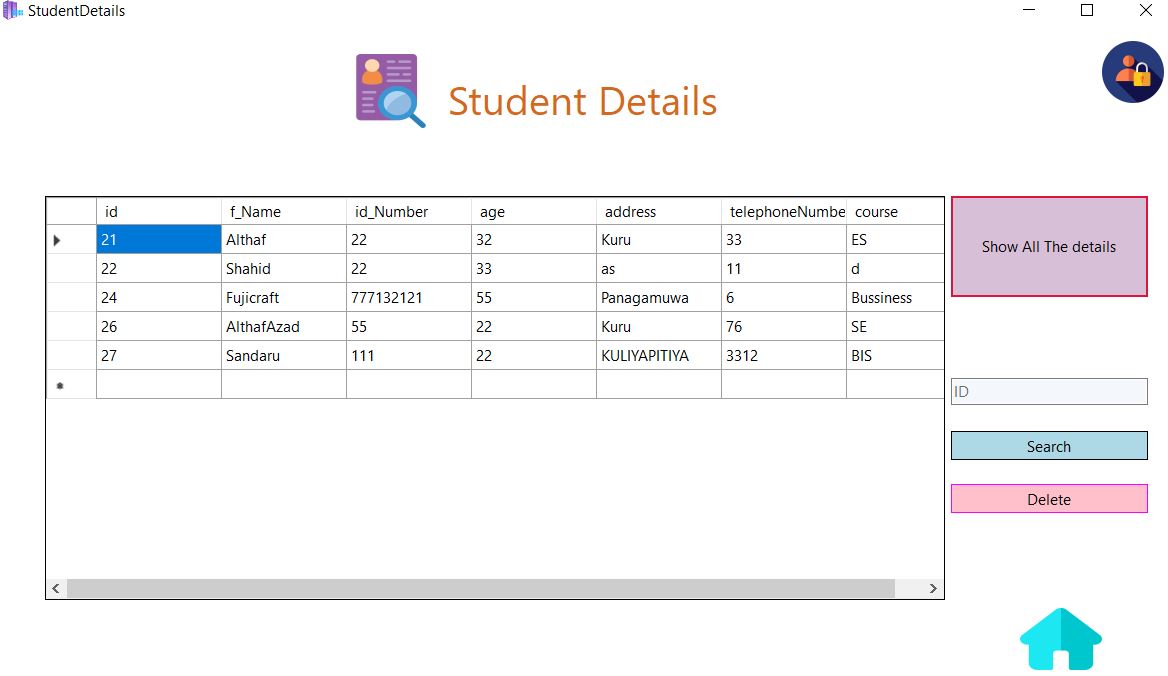 StudentDetails
Student Details
id f_Name id_Number age address telephoneNumbe course
21 Althaf 22 32 Kuru 33 ES
22 Shahid 22 33 as 11 d
24 Fujicraft 777132121 55 Panagamuwa 6 Bussiness
26 AlthafAzad 55 22 Kuru 76 SE
27 Sandaru 111 22 KULIYAPITIYA 3312 BIS
Show All The details
ID
Search
Delete